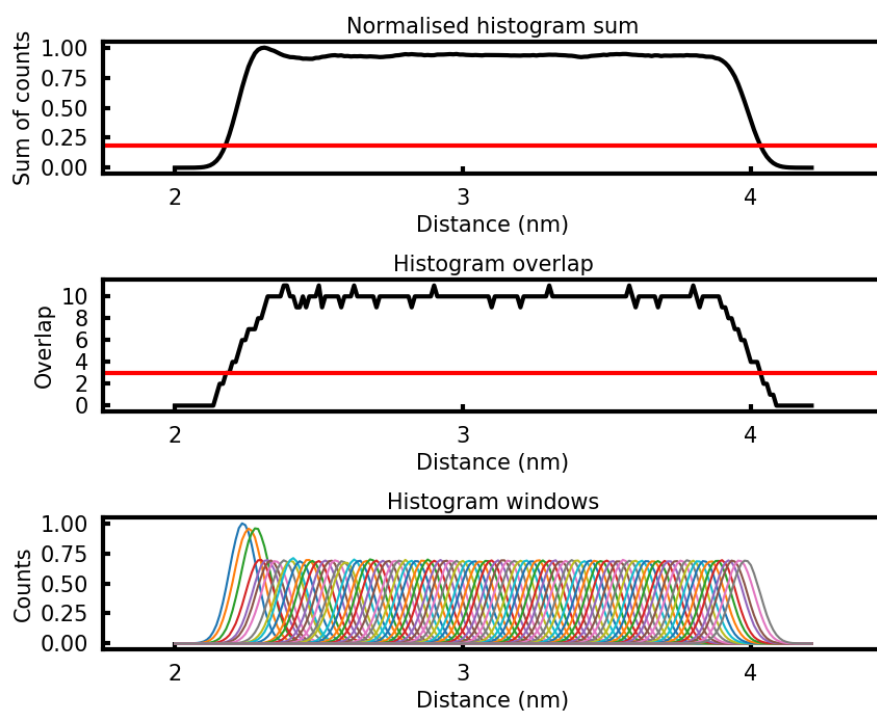 Normalised histogram sum
Sum of counts
1.00
0.75
0.50
0.25
0.00
2 3 4
Distance (nm)
Histogram overlap
Overlap
10
8
6
4
2
0
2 3 4
Distance (nm)
Histogram windows
Counts
1.00
0.75
0.50
0.25
0.00
2 3 4
Distance (nm)